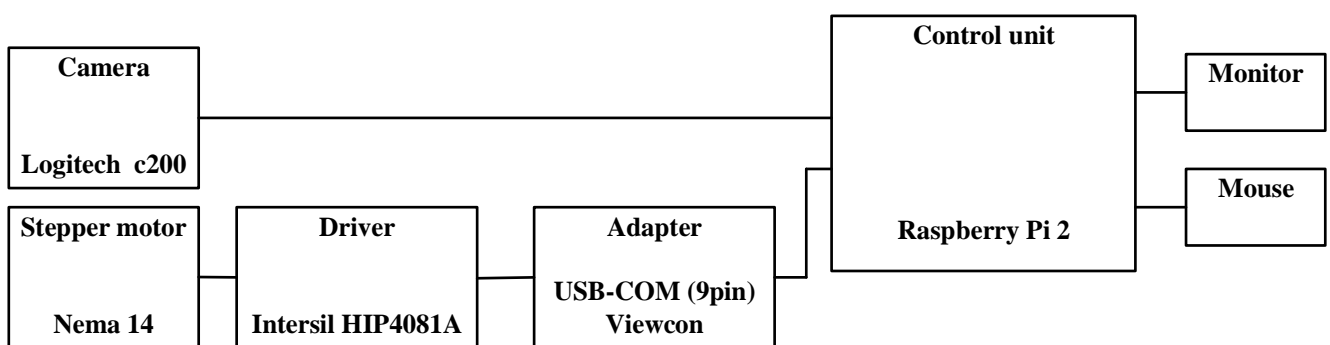 Camera
Logitech c200
Control unit
Raspberry Pi 2
Monitor
Mouse
Stepper motor
Nema 14
Driver
Intersil HIP4081A
Adapter
USB-COM (9pin)
Viewcon